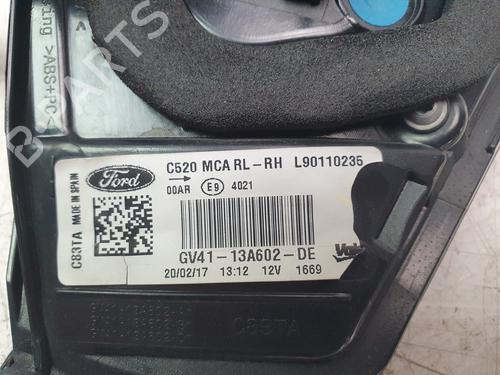 >ABS+PC<
B-PARTS
C520 MCA RL-RH L90110235
Ford
00AR E9 4021
C83TA MADE IN SPAIN
GV41-13A602-DE
20/02/17 13:12 12V 1669
C83TA